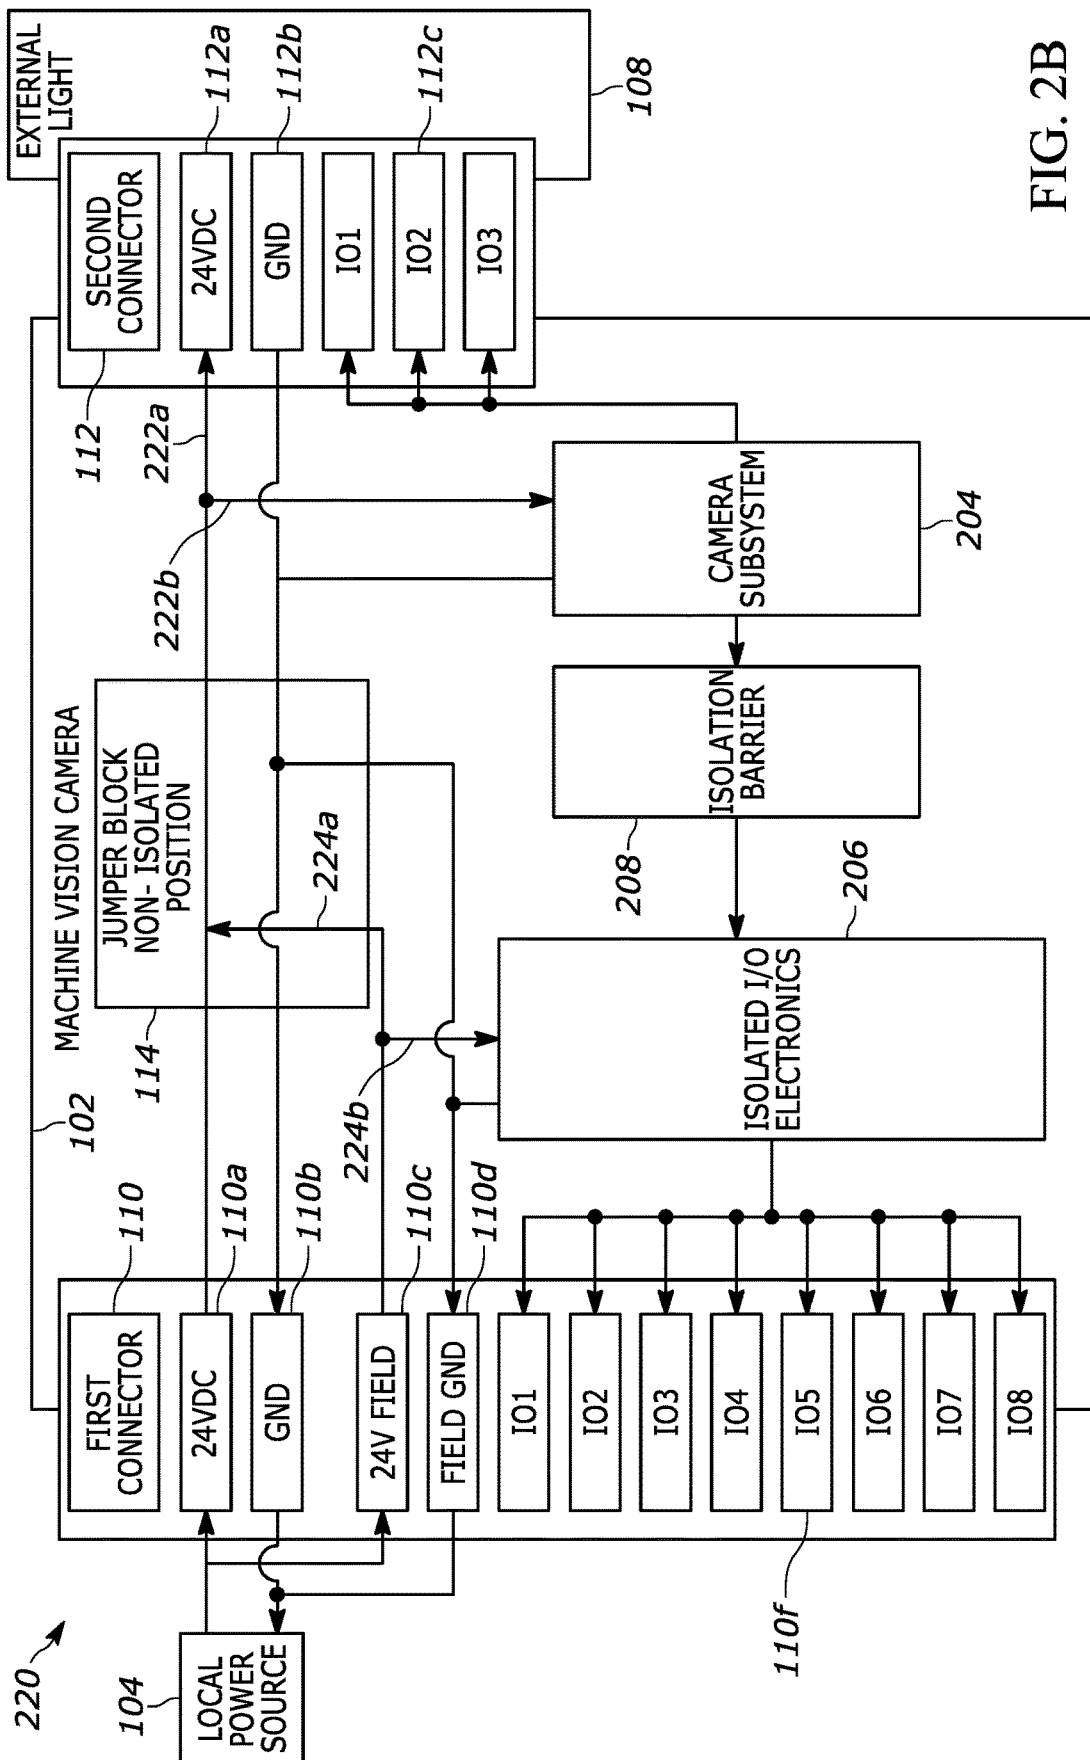 220
LOCAL
POWER
SOURCE
104
MACHINE VISION CAMERA
102
FIRST
CONNECTOR
110
24VDC
110a
GND
110b
24V FIELD
110c
FIELD GND
110d
IO1
IO2
IO3
IO4
IO5
IO6
IO7
IO8
110f
JUMPER BLOCK
NON-ISOLATED
POSITION
114
224a
224b
222a
222b
ISOLATED I/O
ELECTRONICS
206
ISOLATION
BARRIER
208
CAMERA
SUBSYSTEM
204
EXTERNAL
LIGHT
108
SECOND
CONNECTOR
112
24VDC
112a
GND
112b
IO1
IO2
112c
IO3
FIG. 2B